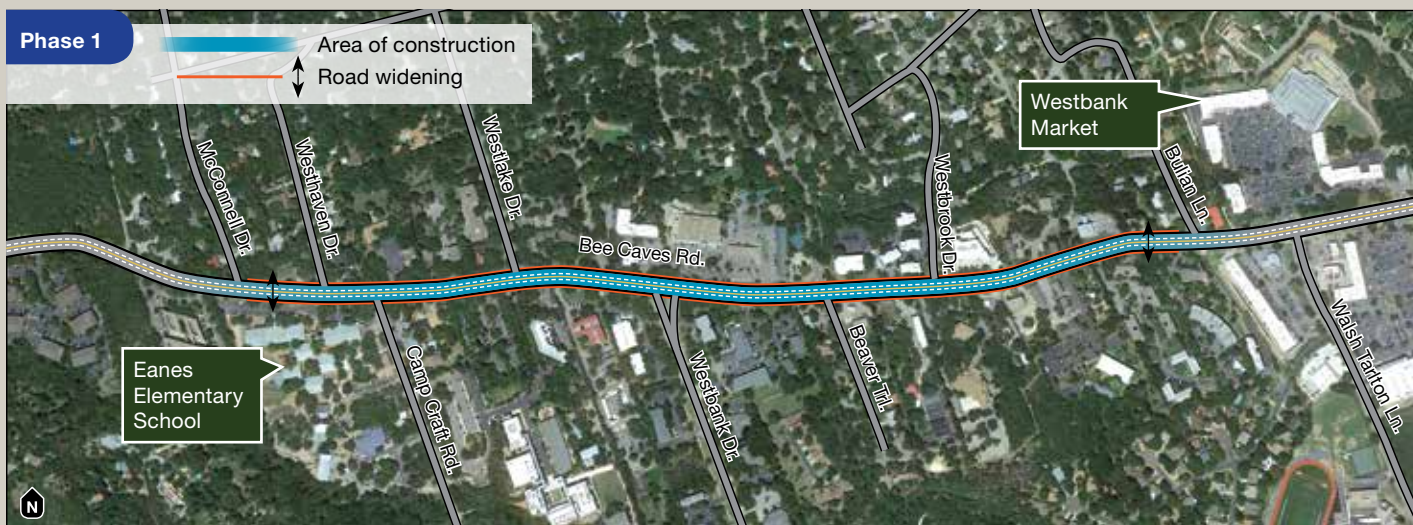 Phase 1
Area of construction
Road widening
Westbank
Market
McConnell Dr.
Westhaven Dr.
Westlake Dr.
Bee Caves Rd.
Westbrook Dr.
Bulian Ln.
Eanes
Elementary
School
Camp Craft Rd.
Westbank Dr.
Beaver Trl.
Walsh Tarlton Ln.
N